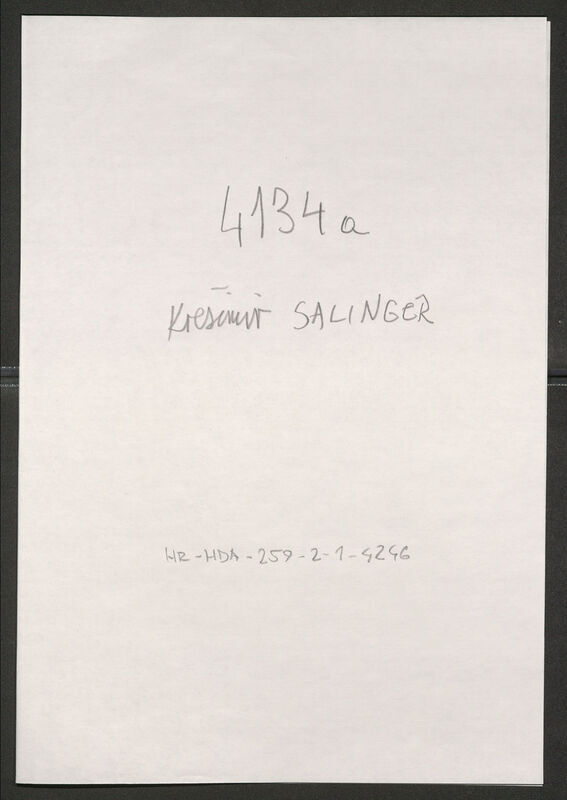 4134a
Krešimir SALINGER
HR-HDA-259-2-1-4246